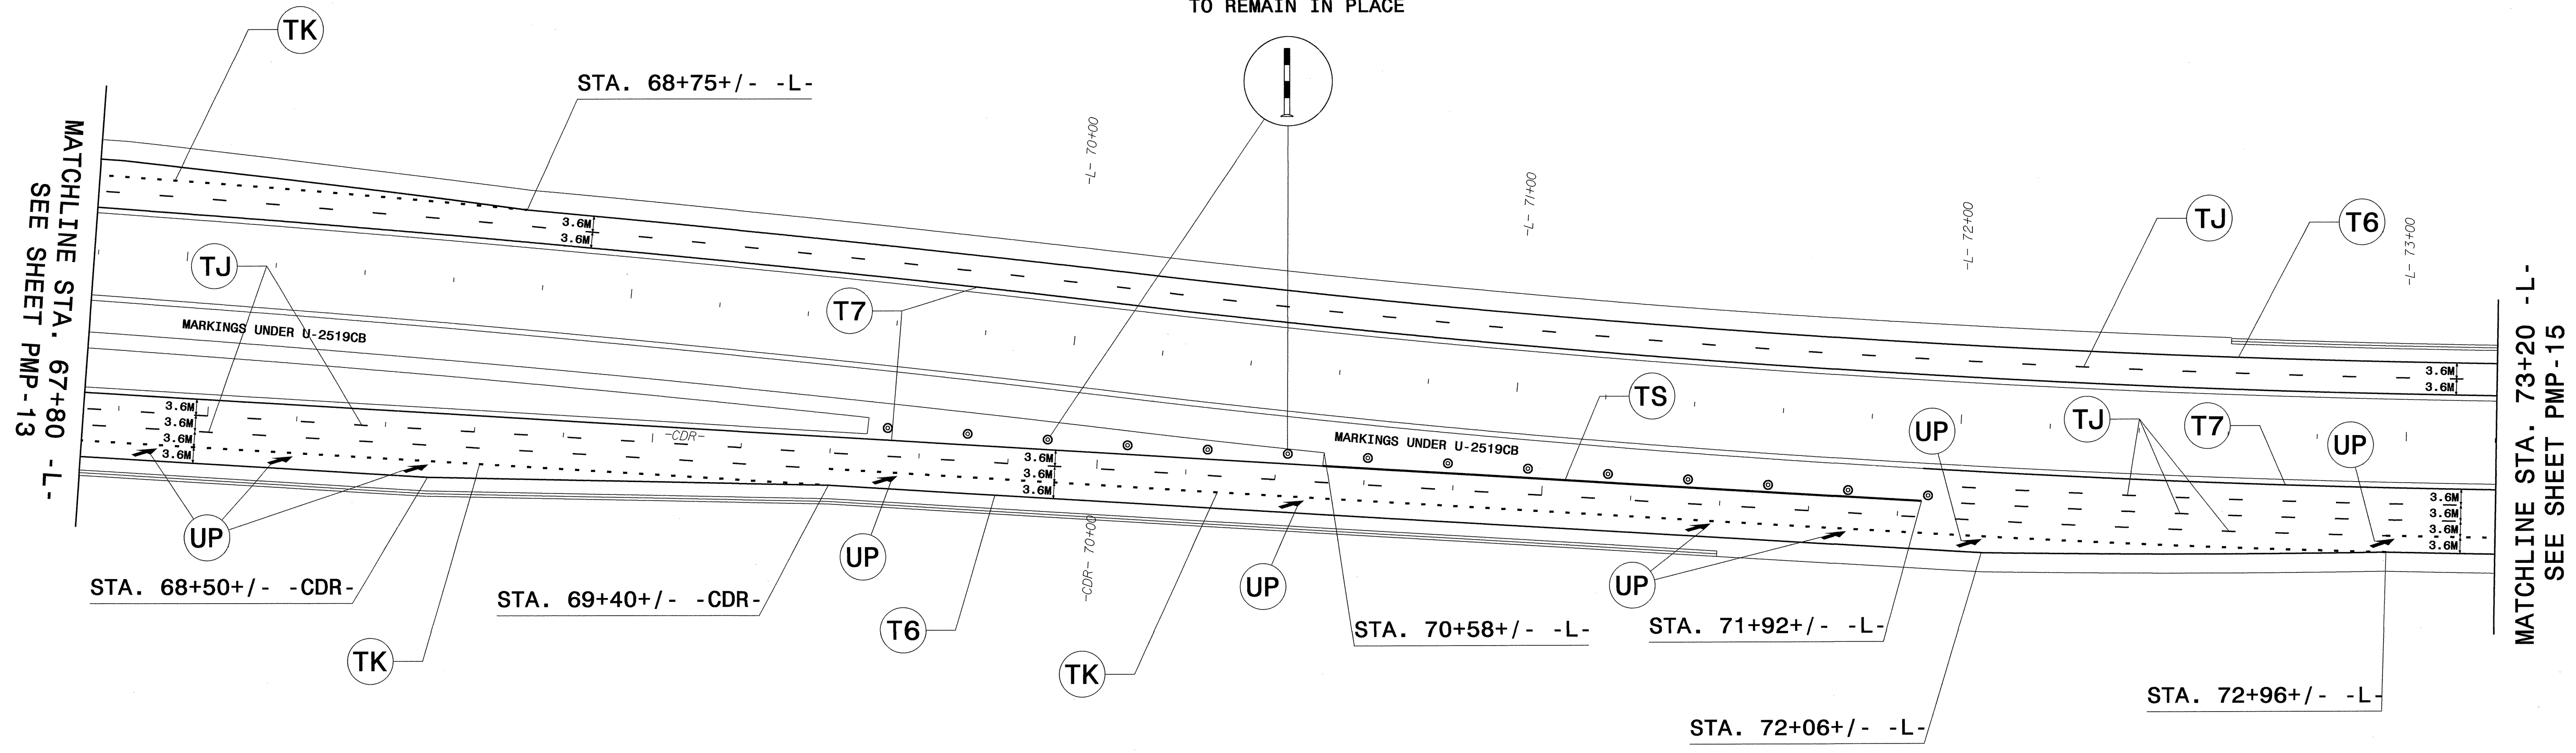 TO REMAIN IN PLACE
TK
STA. 68+75+/- -L-
-L- 70+00
-L- 71+00
-L- 72+00
-L- 73+00
TJ
T6
MATCHLINE STA. 67+80 -L-
SEE SHEET PMP-13
3.6M
3.6M
TJ
T7
MARKINGS UNDER U-2519CB
3.6M
3.6M
MATCHLINE STA. 73+20 -L-
SEE SHEET PMP-15
TS
TJ
T7
UP
UP
3.6M
3.6M
3.6M
3.6M
-CDR-
MARKINGS UNDER U-2519CB
3.6M
3.6M
3.6M
3.6M
3.6M
3.6M
3.6M
UP
UP
UP
UP
STA. 68+50+/- -CDR-
STA. 69+40+/- -CDR-
-CDR- 70+00
T6
STA. 70+58+/- -L-
STA. 71+92+/- -L-
TK
TK
STA. 72+96+/- -L-
STA. 72+06+/- -L-